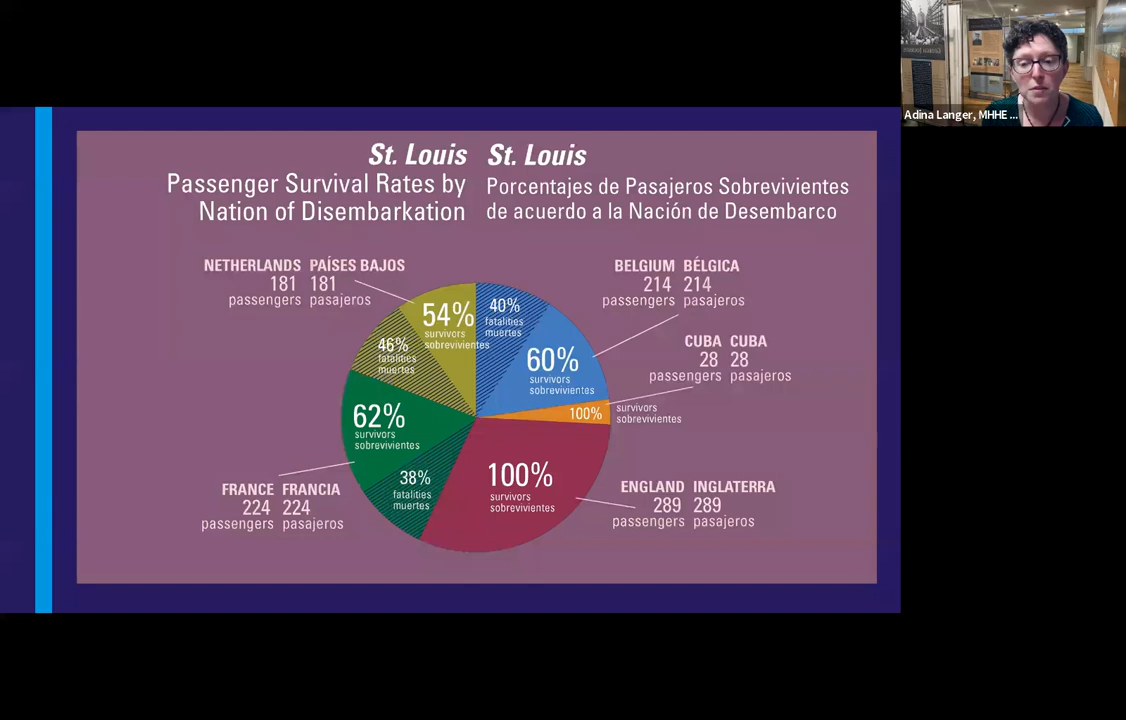 Adina Langer, MHHE ...
St. Louis
Passenger Survival Rates by
Nation of Disembarkation
St. Louis
Porcentajes de Pasajeros Sobrevivientes
de acuerdo a la Nación de Desembarco
NETHERLANDS PAÍSES BAJOS
181 181
passengers pasajeros
BELGIUM BÉLGICA
214 214
passengers pasajeros
CUBA CUBA
28 28
passengers pasajeros
54%
survivors
sobrevivientes
40%
fatalities
muertes
46%
fatalities
muertes
60%
survivors
sobrevivientes
100%
survivors
sobrevivientes
62%
survivors
sobrevivientes
38%
fatalities
muertes
100%
survivors
sobrevivientes
FRANCE FRANCIA
224 224
passengers pasajeros
ENGLAND INGLATERRA
289 289
passengers pasajeros